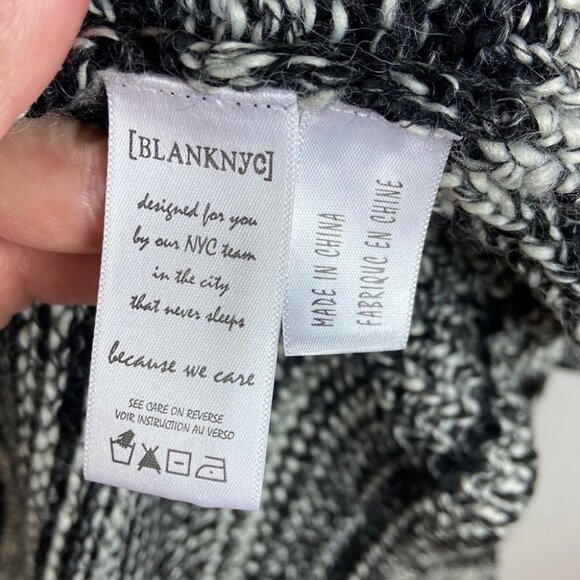 [BLANKNYC]
designed for you
by our NYC team
in the city
that never sleeps
because we care
SEE CARE ON REVERSE
VOIR INSTRUCTION AU VERSO
MADE IN CHINA
FABRIQUC EN CHINE